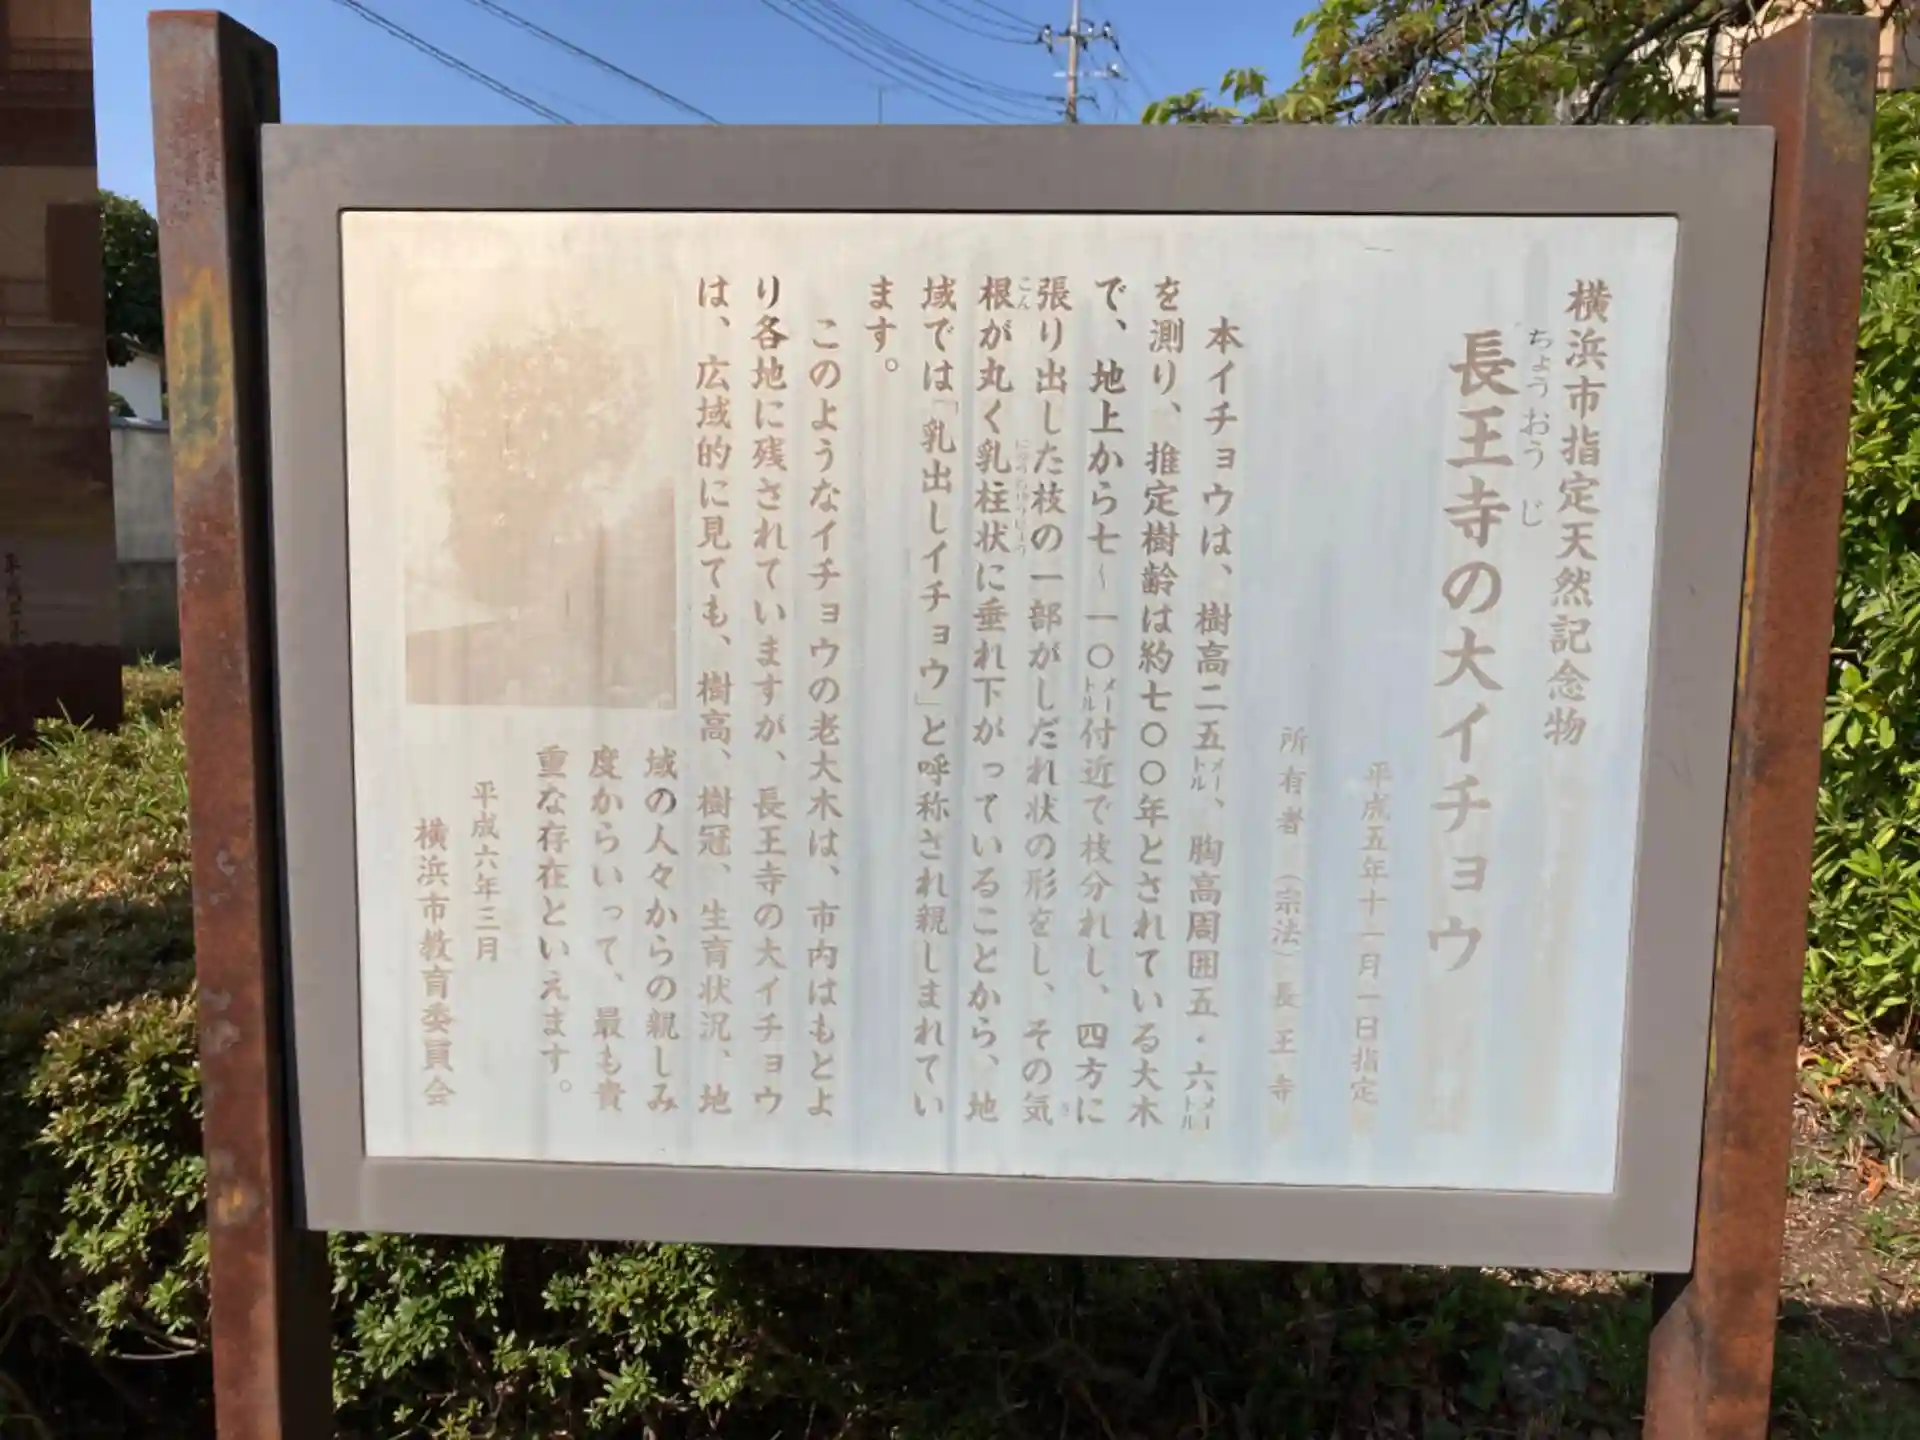 横浜市指定天然記念物
長王寺の大イチョウ
ちょうおうじ
平成五年十一月一日指定
所有者(宗法)長王寺
本イチョウは、樹高二五メートル、胸高周囲五・六メートル
を測り、推定樹齢は約七〇〇年とされている大木
で、地上から七~一〇メートル付近で枝分れし、四方に
張り出した枝の一部がしだれ状の形をし、その気
根が丸く乳柱状に垂れ下がっていることから、地
域では「乳出しイチョウ」と呼称され親しまれてい
ます。
このようなイチョウの老大木は、市内はもとよ
り各地に残されていますが、長王寺の大イチョウ
は、広域的に見ても、樹高、樹冠、生育状況、地
域の人々からの親しみ
度からいって、最も貴
重な存在といえます。
平成六年三月
横浜市教育委員会